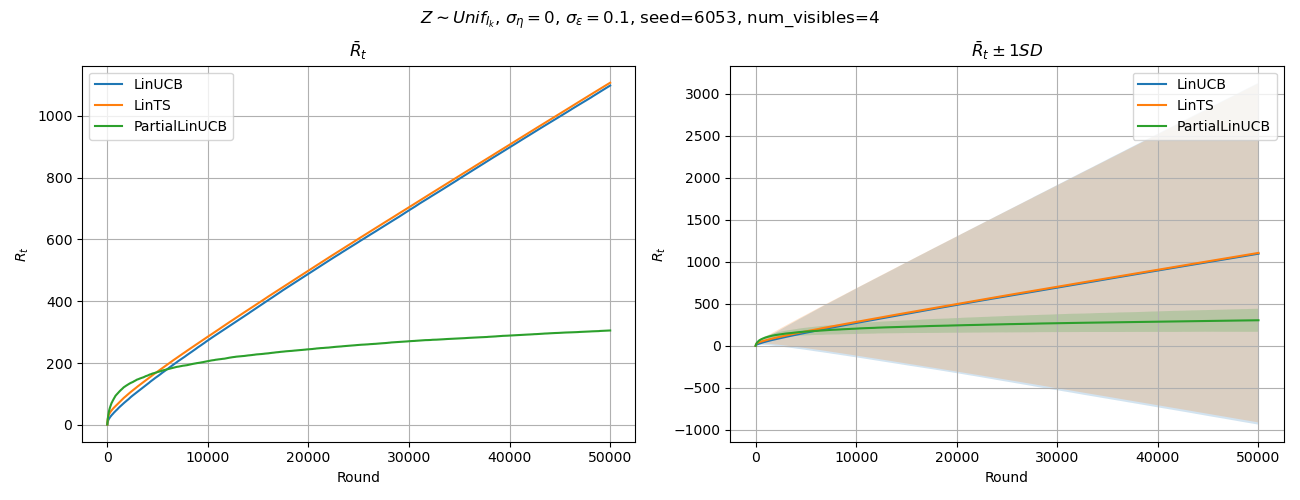 Z ∼ Unif_{I_k}, σ_η = 0, σ_ε = 0.1, seed=6053, num_visibles=4
R̄_t
LinUCB
LinTS
PartialLinUCB
1000
800
600
400
200
0
R_t
0 10000 20000 30000 40000 50000
Round
R̄_t ± 1SD
LinUCB
LinTS
PartialLinUCB
3000
2500
2000
1500
1000
500
0
−500
−1000
R_t
0 10000 20000 30000 40000 50000
Round